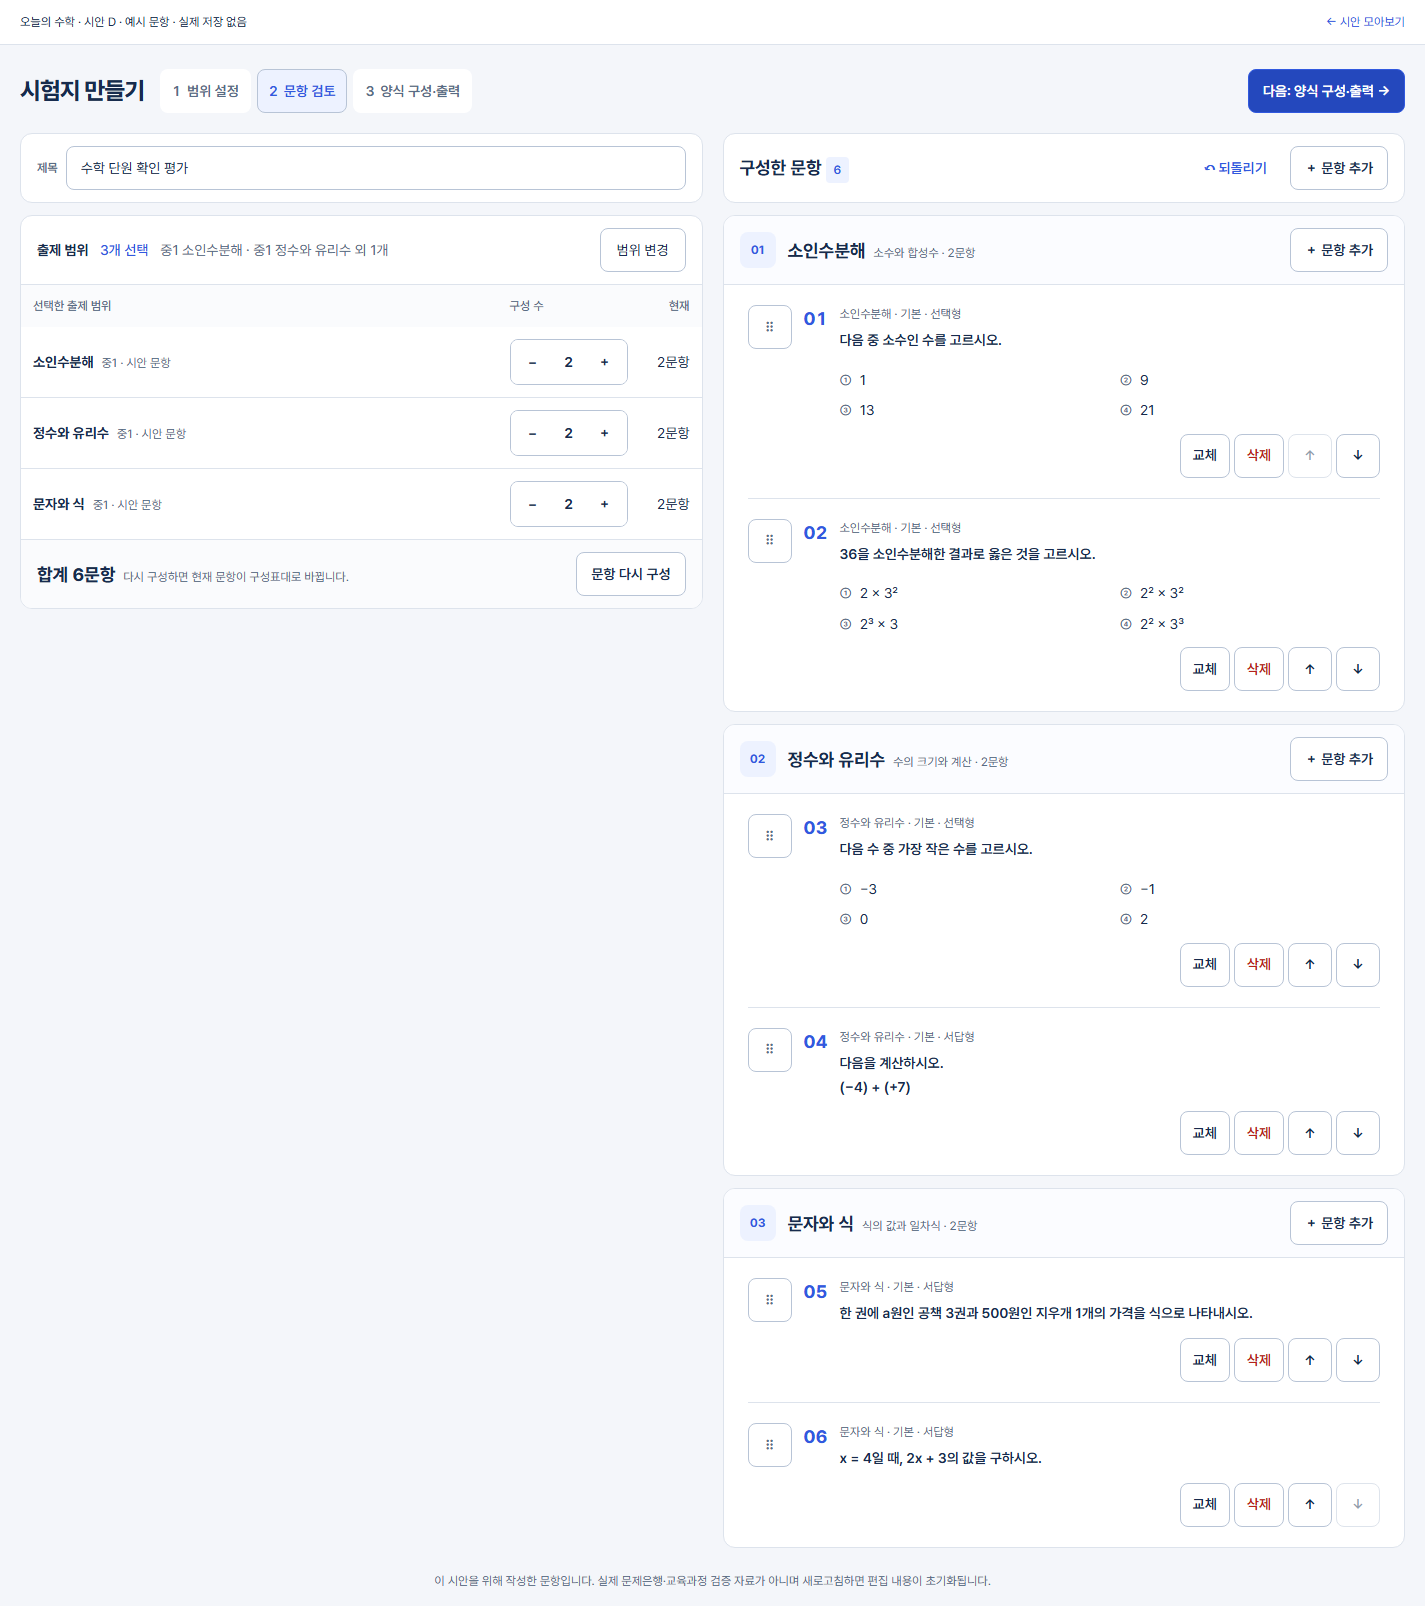 오늘의 수학 · 시안 D · 예시 문항 · 실제 저장 없음
← 시안 모아보기
시험지 만들기
1 범위 설정
2 문항 검토
3 양식 구성·출력
다음: 양식 구성·출력 →
제목
수학 단원 확인 평가
출제 범위 3개 선택 중1 소인수분해 · 중1 정수와 유리수 외 1개
범위 변경
선택한 출제 범위 구성 수 현재
소인수분해 중1 · 시안 문항 − 2 + 2문항
정수와 유리수 중1 · 시안 문항 − 2 + 2문항
문자와 식 중1 · 시안 문항 − 2 + 2문항
합계 6문항 다시 구성하면 현재 문항이 구성표대로 바뀝니다.
문항 다시 구성
구성한 문항 6
↶ 되돌리기
+ 문항 추가
01 소인수분해 소수와 합성수 · 2문항
+ 문항 추가
01 소인수분해 · 기본 · 선택형
다음 중 소수인 수를 고르시오.
① 1 ② 9
③ 13 ④ 21
교체 삭제 ↑ ↓
02 소인수분해 · 기본 · 선택형
36을 소인수분해한 결과로 옳은 것을 고르시오.
① 2 × 3² ② 2² × 3²
③ 2³ × 3 ④ 2² × 3³
교체 삭제 ↑ ↓
02 정수와 유리수 수의 크기와 계산 · 2문항
+ 문항 추가
03 정수와 유리수 · 기본 · 선택형
다음 수 중 가장 작은 수를 고르시오.
① −3 ② −1
③ 0 ④ 2
교체 삭제 ↑ ↓
04 정수와 유리수 · 기본 · 서답형
다음을 계산하시오.
(−4) + (+7)
교체 삭제 ↑ ↓
03 문자와 식 식의 값과 일차식 · 2문항
+ 문항 추가
05 문자와 식 · 기본 · 서답형
한 권에 a원인 공책 3권과 500원인 지우개 1개의 가격을 식으로 나타내시오.
교체 삭제 ↑ ↓
06 문자와 식 · 기본 · 서답형
x = 4일 때, 2x + 3의 값을 구하시오.
교체 삭제 ↑ ↓
이 시안을 위해 작성한 문항입니다. 실제 문제은행·교육과정 검증 자료가 아니며 새로고침하면 편집 내용이 초기화됩니다.